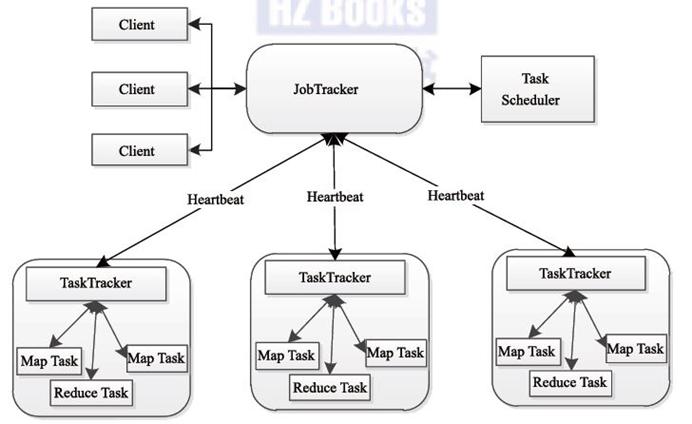 HZ BOOKS
Client
Client
Client
JobTracker
Task
Scheduler
Heartbeat
Heartbeat
Heartbeat
TaskTracker
Map Task
Map Task
Reduce Task
TaskTracker
Map Task
Map Task
Reduce Task
TaskTracker
Map Task
Map Task
Reduce Task